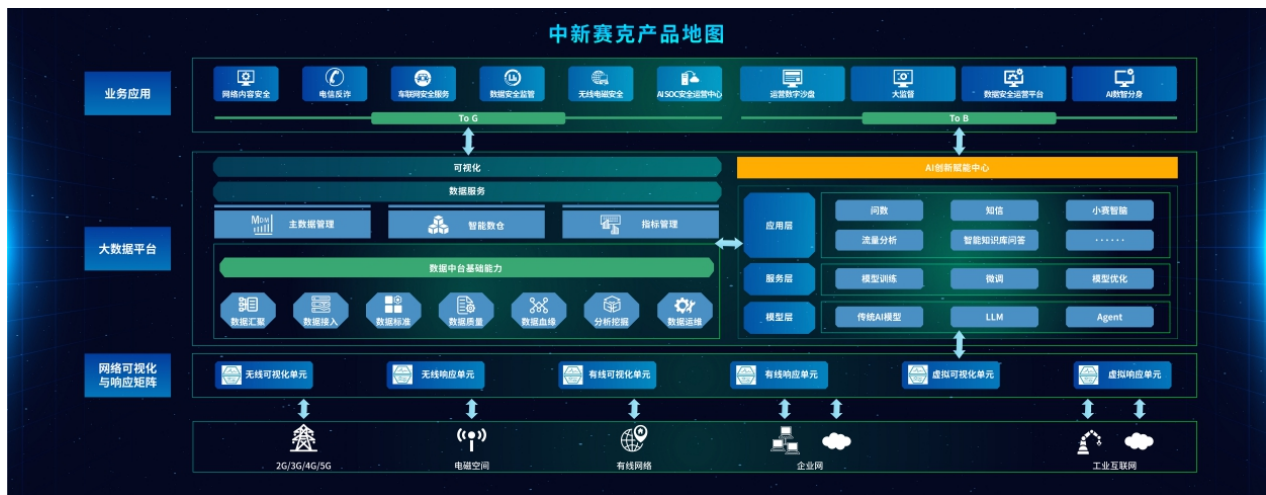 中新赛克产品地图
业务应用
网络内容安全
电信反诈
车联网安全服务
数据安全监管
无线电磁安全
AISOC安全运营中心
运营数字沙盘
大监督
数据安全运营平台
AI数智分身
To G
To B
大数据平台
可视化
数据服务
MDM
主数据管理
智能数仓
指标管理
数据中台基础能力
数据汇聚
数据接入
数据标准
数据质量
数据血缘
分析挖掘
数据运维
AI创新赋能中心
应用层
问数
知信
小赛智脑
流量分析
智能知识库问答
······
服务层
模型训练
微调
模型优化
模型层
传统AI模型
LLM
Agent
网络可视化
与响应矩阵
无线可视化单元
无线响应单元
有线可视化单元
有线响应单元
虚拟可视化单元
虚拟响应单元
2G/3G/4G/5G
电磁空间
有线网络
企业网
工业互联网